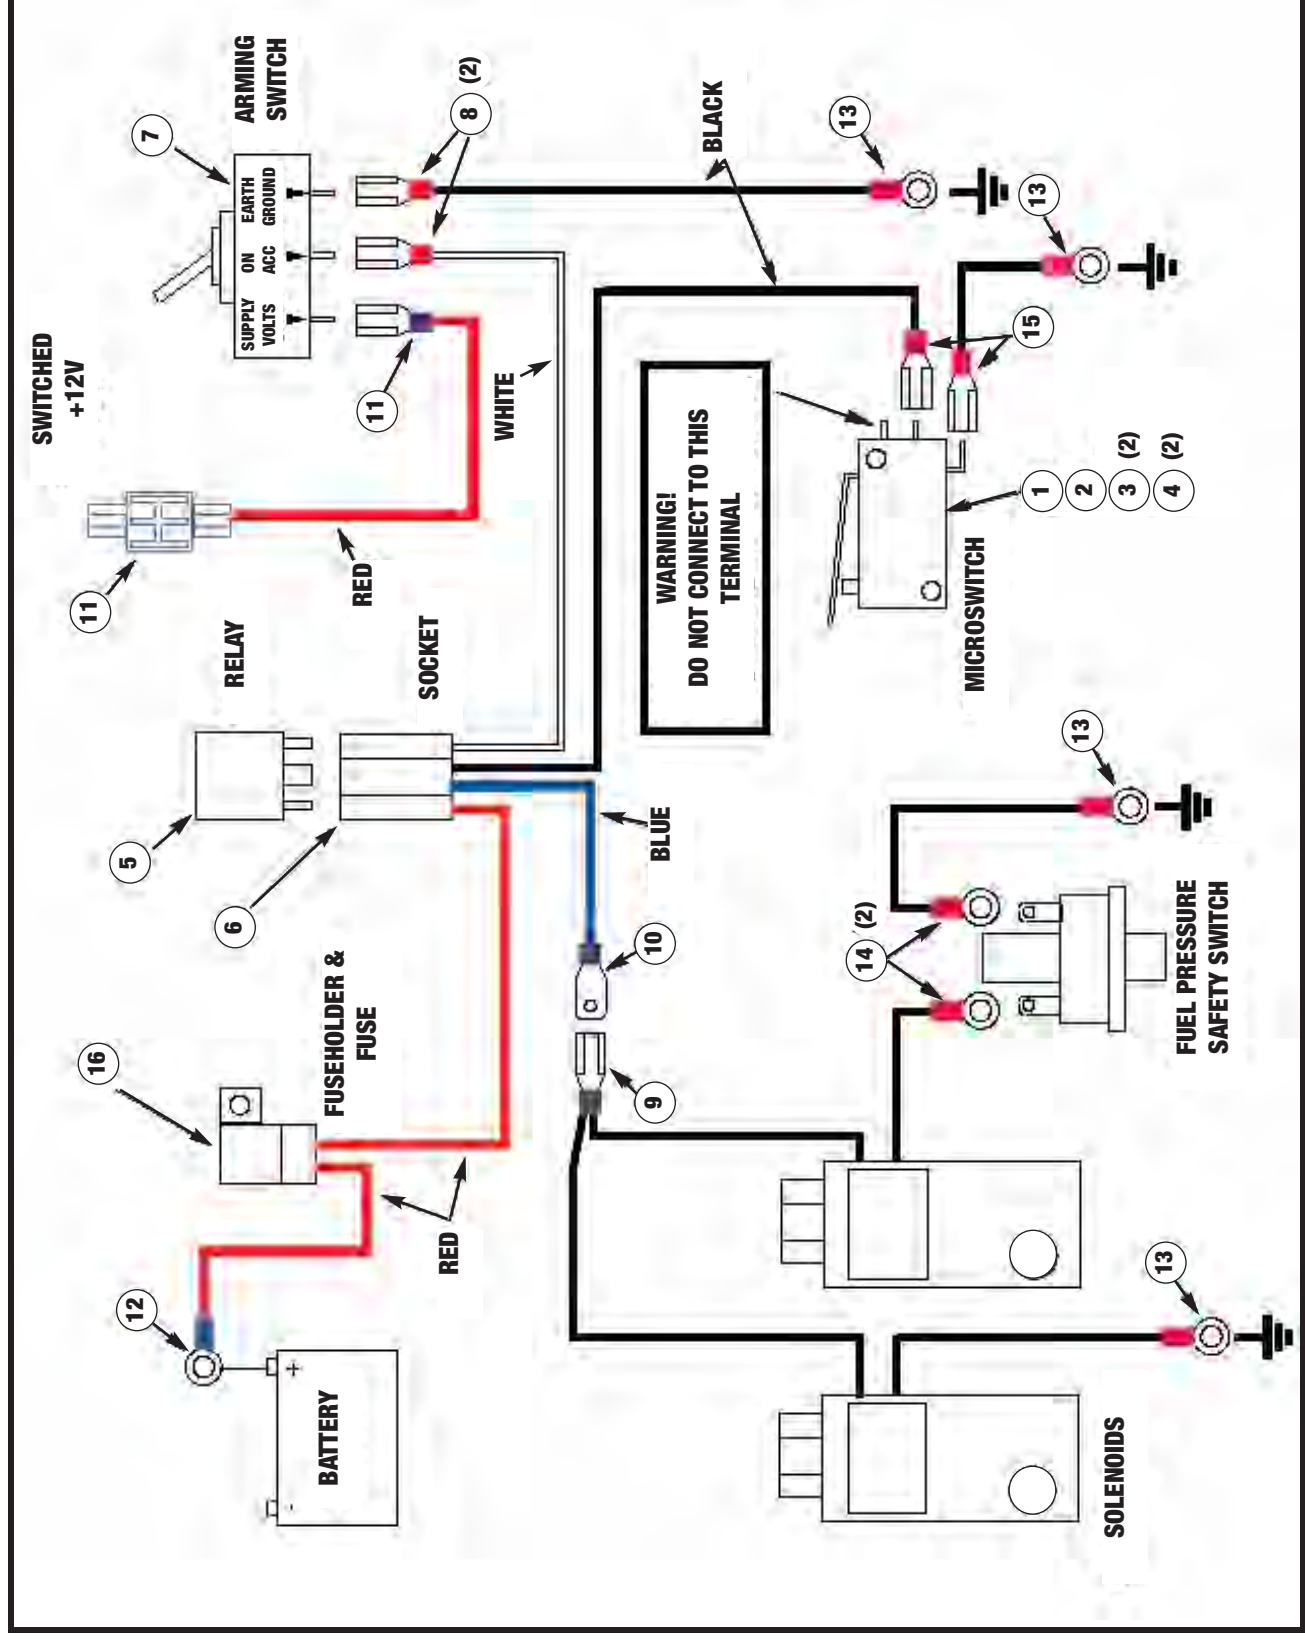 BATTERY
+
-
12
16
FUSEHOLDER &
FUSE
RED
5
6
RELAY
SOCKET
11
SWITCHED
+12V
RED
7
ARMING
SWITCH
SUPPLY
VOLTS
ON
ACC
EARTH
GROUND
11
8
(2)
WHITE
BLACK
BLUE
10
9
WARNING!
DO NOT CONNECT TO THIS
TERMINAL
13
13
15
1
2
3
(2)
4
(2)
MICROSWITCH
14
(2)
13
FUEL PRESSURE
SAFETY SWITCH
13
SOLENOIDS